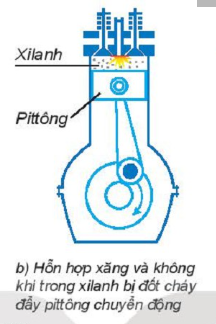 Xilanh
Pittông
b) Hỗn hợp xăng và không
khí trong xilanh bị đốt cháy
đẩy pittông chuyển động